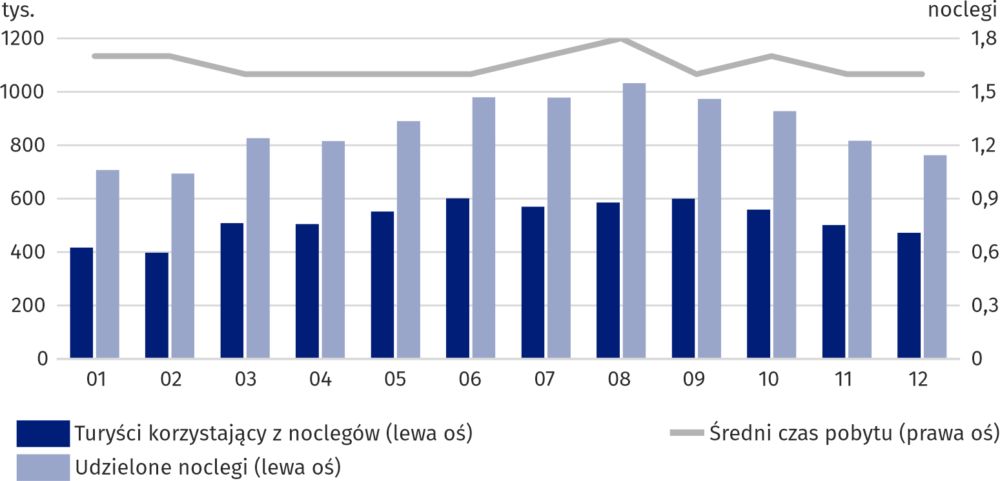 tys. noclegi
1200 1,8
1000 1,5
800 1,2
600 0,9
400 0,6
200 0,3
0 0
01 02 03 04 05 06 07 08 09 10 11 12
Turyści korzystający z noclegów (lewa oś) Średni czas pobytu (prawa oś)
Udzielone noclegi (lewa oś)